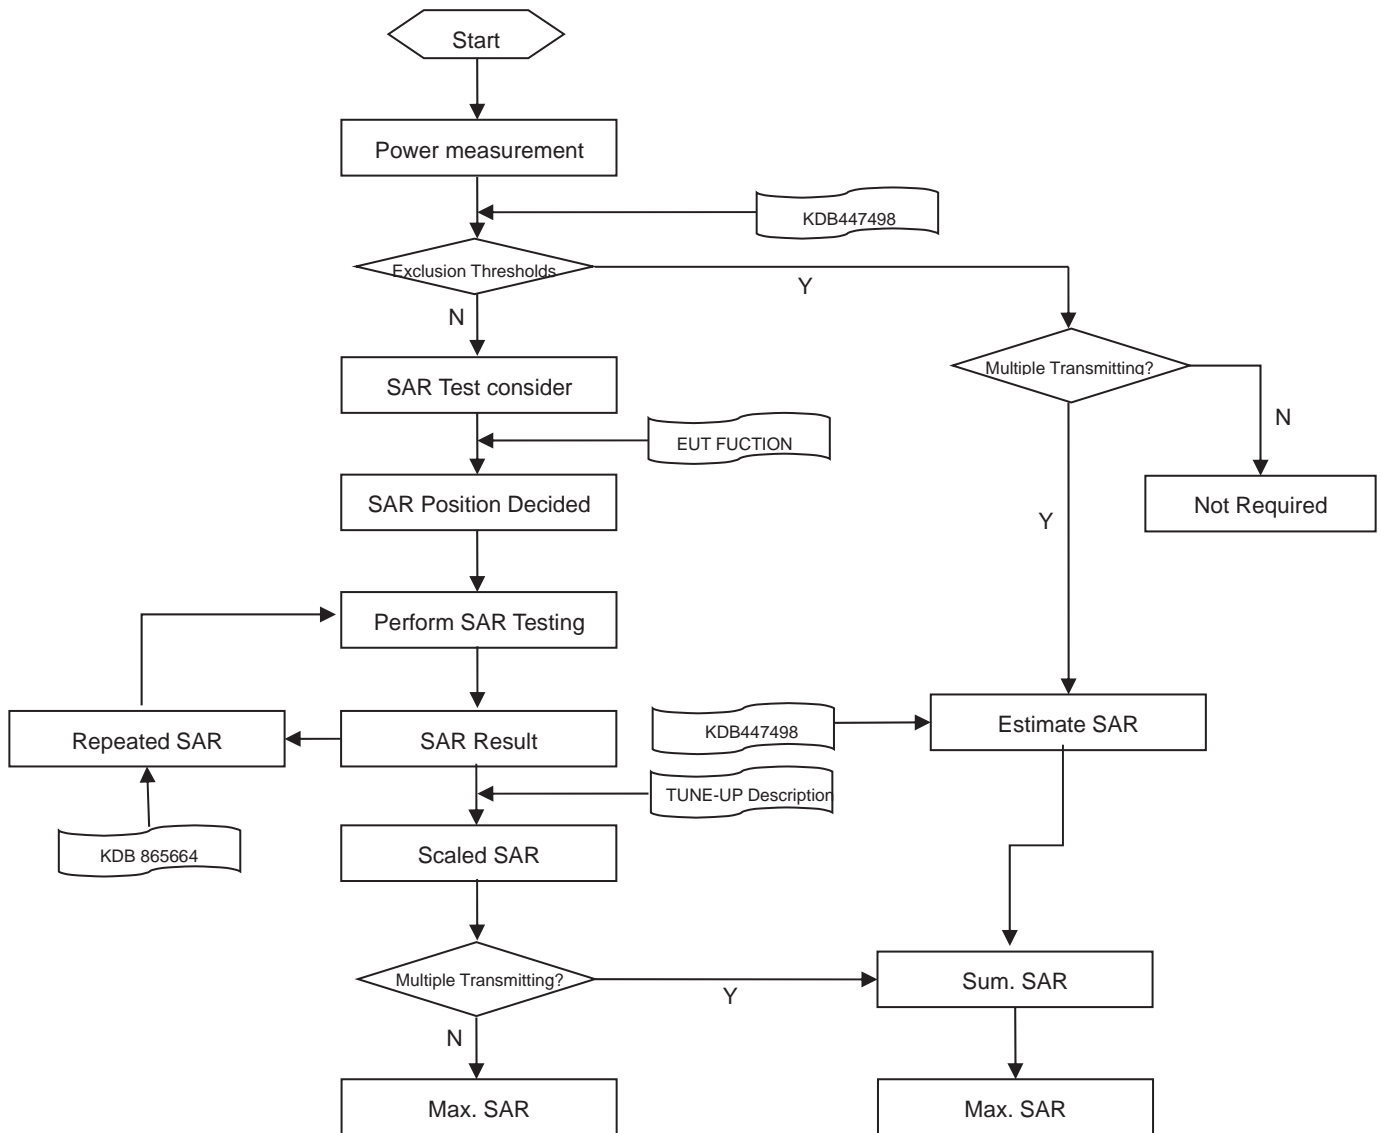 Start
Power measurement
KDB447498
Exclusion Thresholds
Y
N
Multiple Transmitting?
SAR Test consider
N
EUT FUCTION
SAR Position Decided
Not Required
Y
Perform SAR Testing
Repeated SAR
SAR Result
KDB447498
Estimate SAR
TUNE-UP Description
KDB 865664
Scaled SAR
Multiple Transmitting?
Y
Sum. SAR
N
Max. SAR
Max. SAR